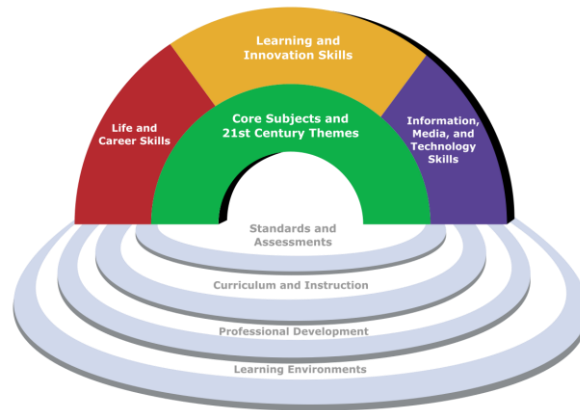 Learning and
Innovation Skills
Core Subjects and
21st Century Themes
Life and
Career Skills
Information,
Media, and
Technology
Skills
Standards and
Assessments
Curriculum and Instruction
Professional Development
Learning Environments